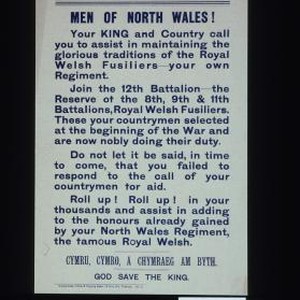 MEN OF NORTH WALES!
Your KING and Country call
you to assist in maintaining the
glorious traditions of the Royal
Welsh Fusiliers—your own
Regiment.
Join the 12th Battalion—the
Reserve of the 8th, 9th & 11th
Battalions, Royal Welsh Fusiliers.
These your countrymen selected
at the beginning of the War and
are now nobly doing their duty.
Do not let it be said, in time
to come, that you failed to
respond to the call of your
countrymen for aid.
Roll up! Roll up! in your
thousands and assist in adding
to the honours already gained
by your North Wales Regiment,
the famous Royal Welsh.
CYMRU, CYMRO, A CHYMRAEG AM BYTH.
GOD SAVE THE KING.